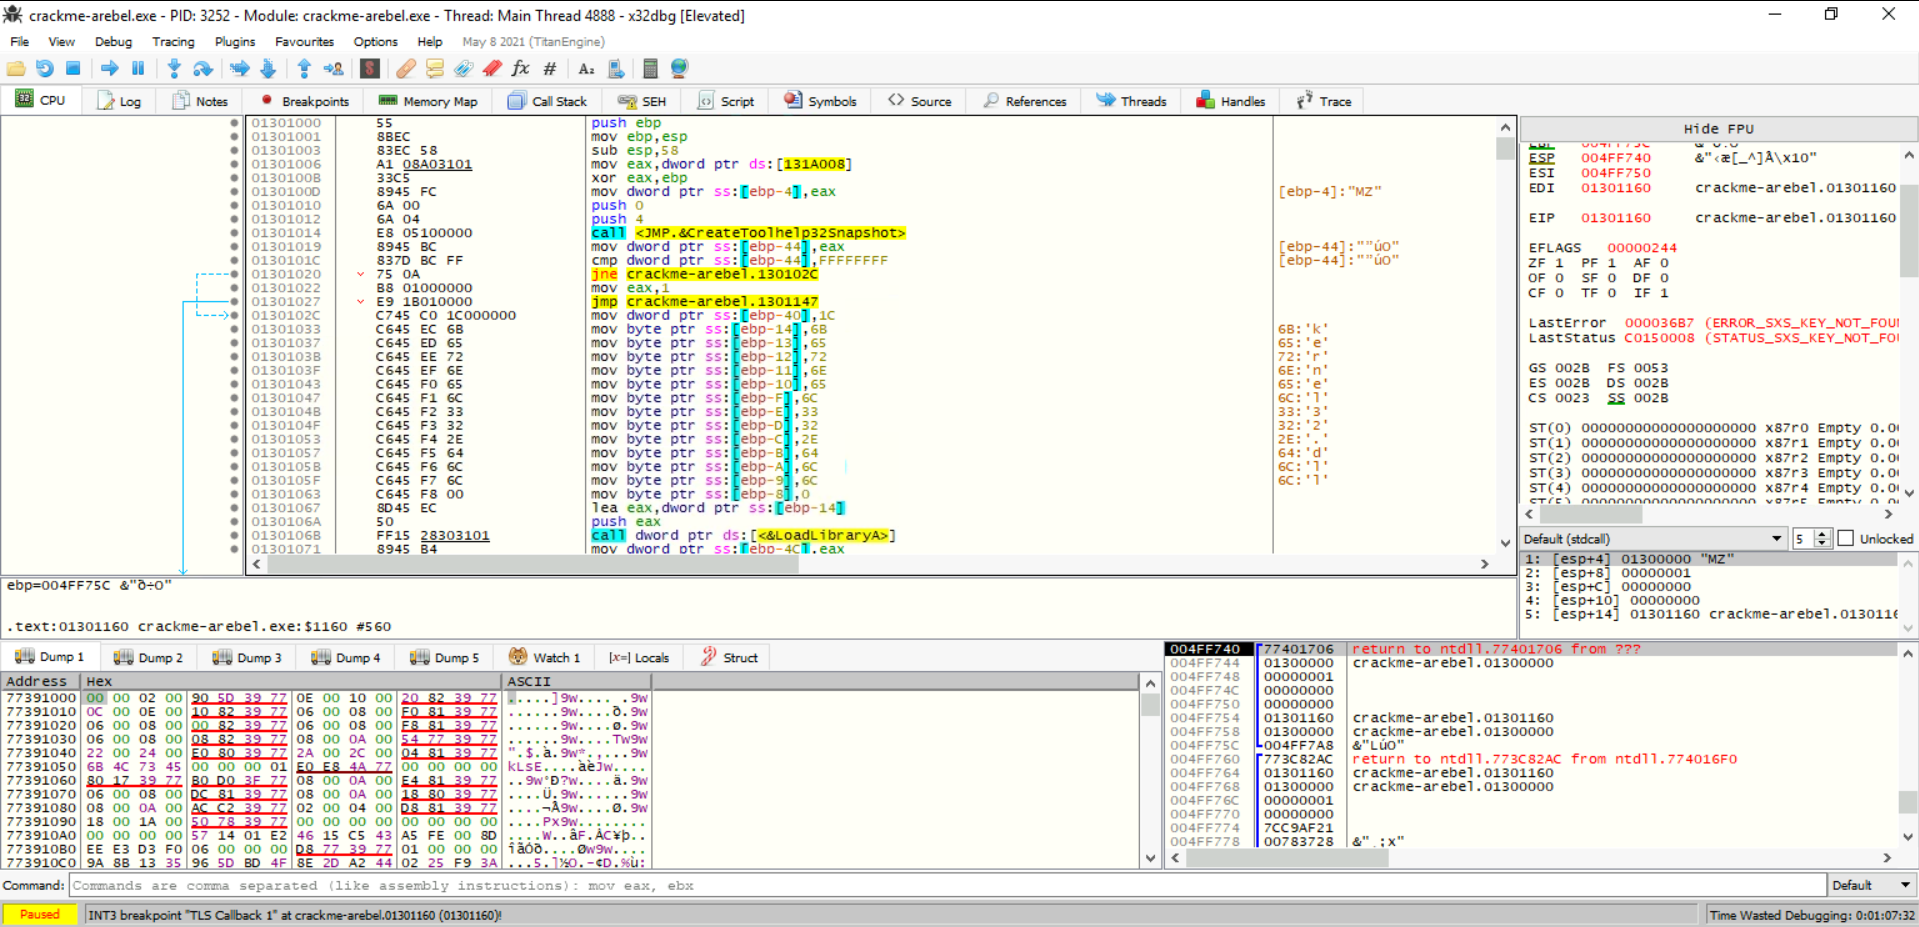 crackme-arebel.exe - PID: 3252 - Module: crackme-arebel.exe - Thread: Main Thread 4888 - x32dbg [Elevated]
File View Debug Tracing Plugins Favourites Options Help May 8 2021 (TitanEngine)
CPU Log Notes Breakpoints Memory Map Call Stack SEH Script Symbols Source References Threads Handles Trace
01301000 55 push ebp
01301001 8BEC mov ebp,esp
01301003 83EC 58 sub esp,58
01301006 A1 08A03101 mov eax,dword ptr ds:[131A008]
0130100B 33C5 xor eax,ebp
0130100D 8945 FC mov dword ptr ss:[ebp-4],eax [ebp-4]:"MZ"
01301010 6A 00 push 0
01301012 6A 04 push 4
01301014 E8 05100000 call <JMP.&CreateToolhelp32Snapshot>
01301019 8945 BC mov dword ptr ss:[ebp-44],eax [ebp-44]:"”úO"
0130101C 837D BC FF cmp dword ptr ss:[ebp-44],FFFFFFFF [ebp-44]:"”úO"
01301020 75 0A jne crackme-arebel.130102C
01301022 B8 01000000 mov eax,1
01301027 E9 1B010000 jmp crackme-arebel.1301147
0130102C C745 C0 1C000000 mov dword ptr ss:[ebp-40],1C
01301033 C645 EC 6B mov byte ptr ss:[ebp-14],6B 6B:'k'
01301037 C645 ED 65 mov byte ptr ss:[ebp-13],65 65:'e'
0130103B C645 EE 72 mov byte ptr ss:[ebp-12],72 72:'r'
0130103F C645 EF 6E mov byte ptr ss:[ebp-11],6E 6E:'n'
01301043 C645 F0 65 mov byte ptr ss:[ebp-10],65 65:'e'
01301047 C645 F1 6C mov byte ptr ss:[ebp-F],6C 6C:'l'
0130104B C645 F2 33 mov byte ptr ss:[ebp-E],33 33:'3'
0130104F C645 F3 32 mov byte ptr ss:[ebp-D],32 32:'2'
01301053 C645 F4 2E mov byte ptr ss:[ebp-C],2E 2E:'.'
01301057 C645 F5 64 mov byte ptr ss:[ebp-B],64 64:'d'
0130105B C645 F6 6C mov byte ptr ss:[ebp-A],6C 6C:'l'
0130105F C645 F7 6C mov byte ptr ss:[ebp-9],6C 6C:'l'
01301063 C645 F8 00 mov byte ptr ss:[ebp-8],0
01301067 8D45 EC lea eax,dword ptr ss:[ebp-14]
0130106A 50 push eax
0130106B FF15 28303101 call dword ptr ds:[<&LoadLibraryA>]
01301071 8945 B4 mov dword ptr ss:[ebp-4C],eax
Hide FPU
ESP 004FF740 &"‹æ[_^]Â\x10"
ESI 004FF750
EDI 01301160 crackme-arebel.01301160
EIP 01301160 crackme-arebel.01301160
EFLAGS 00000244
ZF 1 PF 1 AF 0
OF 0 SF 0 DF 0
CF 0 TF 0 IF 1
LastError 000036B7 (ERROR_SXS_KEY_NOT_FOU
LastStatus C0150008 (STATUS_SXS_KEY_NOT_FO
GS 002B FS 0053
ES 002B DS 002B
CS 0023 SS 002B
ST(0) 00000000000000000000 x87r0 Empty 0.0
ST(1) 00000000000000000000 x87r1 Empty 0.0
ST(2) 00000000000000000000 x87r2 Empty 0.0
ST(3) 00000000000000000000 x87r3 Empty 0.0
ST(4) 00000000000000000000 x87r4 Empty 0.0
Default (stdcall) 5 Unlocked
1: [esp+4] 01300000 "MZ"
2: [esp+8] 00000001
3: [esp+C] 00000000
4: [esp+10] 00000000
5: [esp+14] 01301160 crackme-arebel.0130116
ebp=004FF75C &"ð÷O"
.text:01301160 crackme-arebel.exe:$1160 #560
Dump 1 Dump 2 Dump 3 Dump 4 Dump 5 Watch 1 [x=] Locals Struct
Address Hex ASCII
77391000 00 00 02 00 90 5D 39 77 0E 00 10 00 20 82 39 77 .....]9w.... .9w
77391010 0C 00 0E 00 10 82 39 77 06 00 08 00 F0 81 39 77 ......9w....ð.9w
77391020 06 00 08 00 00 82 39 77 06 00 08 00 F8 81 39 77 ......9w....ø.9w
77391030 06 00 08 00 08 82 39 77 08 00 0A 00 54 77 39 77 ......9w....Tw9w
77391040 22 00 24 00 E0 80 39 77 2A 00 2C 00 04 81 39 77 ".$.à.9w*.,...9w
77391050 6B 4C 73 45 00 00 00 01 E0 E8 4A 77 00 00 00 00 kLsE....àèJw....
77391060 80 17 39 77 B0 D0 3F 77 08 00 0A 00 E4 81 39 77 ..9w°Ð?w....ä.9w
77391070 06 00 08 00 DC 81 39 77 08 00 0A 00 18 80 39 77 ....Ü.9w......9w
77391080 08 00 0A 00 AC C2 39 77 02 00 04 00 D8 81 39 77 ....¬Â9w....Ø.9w
77391090 18 00 1A 00 50 78 39 77 00 00 00 00 00 00 00 00 ....Px9w........
773910A0 00 00 00 00 57 14 01 E2 46 15 C5 43 A5 FE 00 8D ....W..âF.ÅC¥þ..
773910B0 EE E3 D3 F0 06 00 00 00 D8 77 39 77 01 00 00 00 îãÓð....Øw9w....
773910C0 9A 8B 13 35 96 5D BD 4F 8E 2D A2 44 02 25 F9 3A ...5.]½O.-¢D.%ù:
004FF740 77401706 return to ntdll.77401706 from ???
004FF744 01300000 crackme-arebel.01300000
004FF748 00000001
004FF74C 00000000
004FF750 00000000
004FF754 01301160 crackme-arebel.01301160
004FF758 01300000 crackme-arebel.01300000
004FF75C 004FF7A8 &"LúO"
004FF760 773C82AC return to ntdll.773C82AC from ntdll.774016F0
004FF764 01301160 crackme-arebel.01301160
004FF768 01300000 crackme-arebel.01300000
004FF76C 00000001
004FF770 00000000
004FF774 7CC9AF21
004FF778 00783728
Command: Commands are comma separated (like assembly instructions): mov eax, ebx Default
Paused INT3 breakpoint "TLS Callback 1" at crackme-arebel.01301160 (01301160)! Time Wasted Debugging: 0:01:07:32